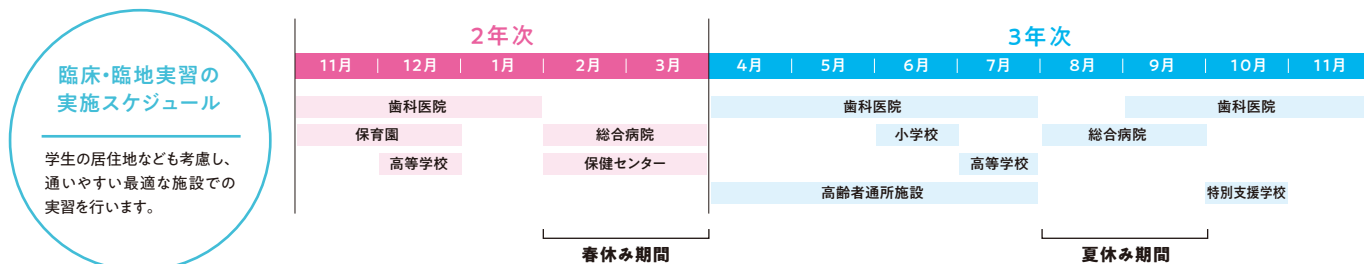 臨床・臨地実習の
実施スケジュール
学生の居住地なども考慮し、
通いやすい最適な施設での
実習を行います。
2年次 3年次
11月 12月 1月 2月 3月 4月 5月 6月 7月 8月 9月 10月 11月
歯科医院 歯科医院 歯科医院
保育園 総合病院 小学校 総合病院
高等学校 保健センター 高等学校
高齢者通所施設 特別支援学校
春休み期間 夏休み期間